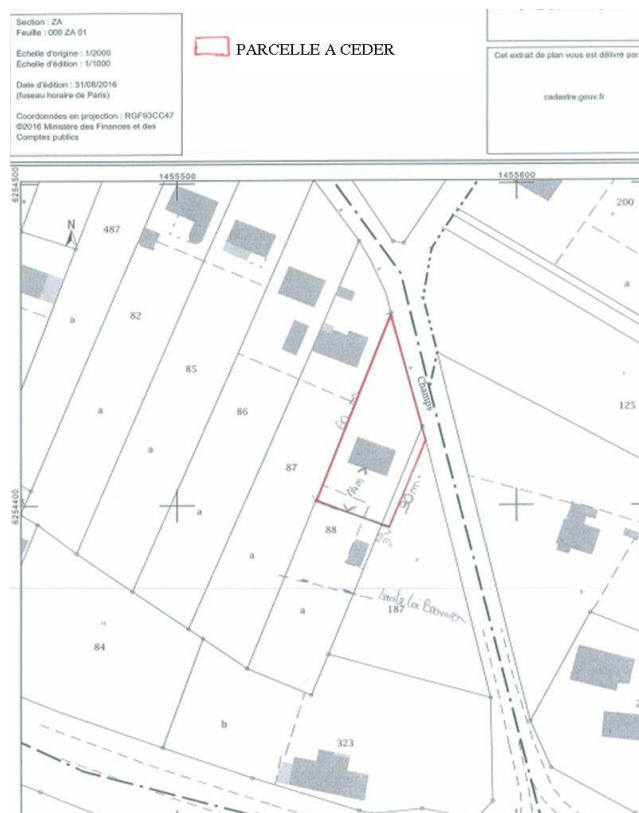 Section : ZA
Feuille : 000 ZA 01
Échelle d'origine : 1/2000
Échelle d'édition : 1/1000
Date d'édition : 31/08/2016
(fuseau horaire de Paris)
Coordonnées en projection : RGF93CC47
©2016 Ministère des Finances et des
Comptes publics
PARCELLE A CEDER
Cet extrait de plan vous est délivré par
cadastre.gouv.fr
1455500
1455600
6254500
N
487
200
a
82
a
85
86
125
Champs
a
a
87
6254400
a
88
30 m
a
a
187
84
b
323